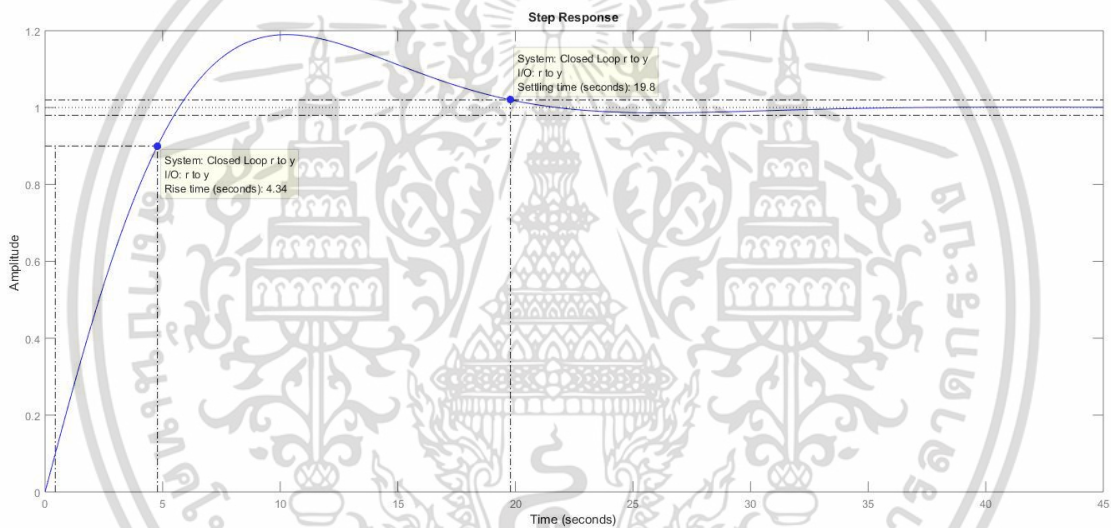 Step Response
1.2
1
0.8
0.6
0.4
0.2
0
Amplitude
System: Closed Loop r to y
I/O: r to y
Settling time (seconds): 19.8
System: Closed Loop r to y
I/O: r to y
Rise time (seconds): 4.34
0 5 10 15 20 25 30 35 40 45
Time (seconds)